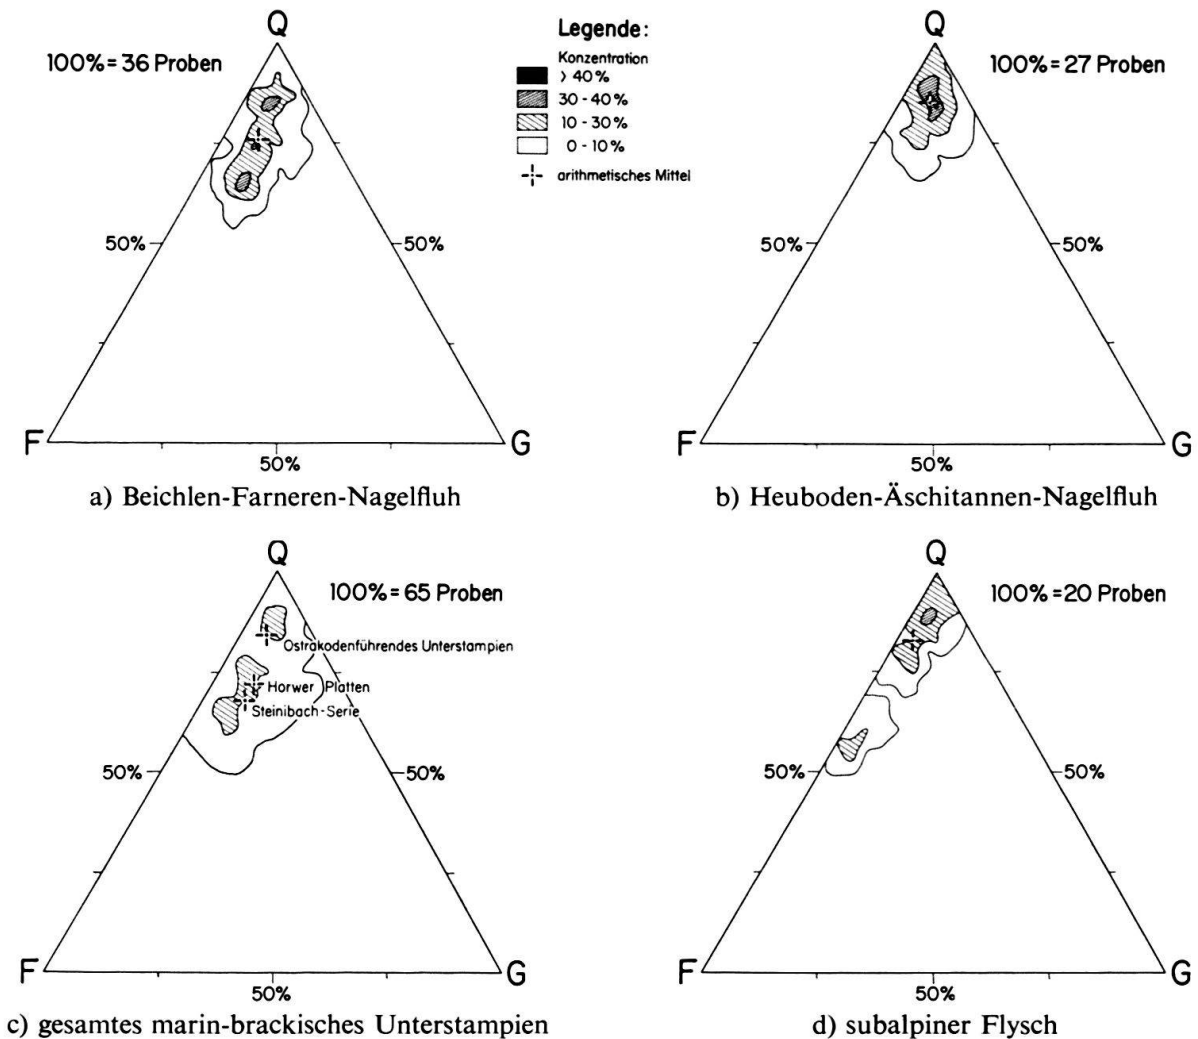 Q
100% = 36 Proben
50%
50%
F
G
50%
a) Beichlen-Farneren-Nagelfluh
Legende:
Konzentration
> 40%
30 - 40%
10 - 30%
0 - 10%
arithmetisches Mittel
Q
100% = 27 Proben
50%
50%
F
G
50%
b) Heuboden-Äschitannen-Nagelfluh
Q
100% = 65 Proben
Ostrakodenführendes Unterstampien
Horwer Platten
Steinibach-Serie
50%
50%
F
G
50%
c) gesamtes marin-brackisches Unterstampien
Q
100% = 20 Proben
50%
50%
F
G
50%
d) subalpiner Flysch